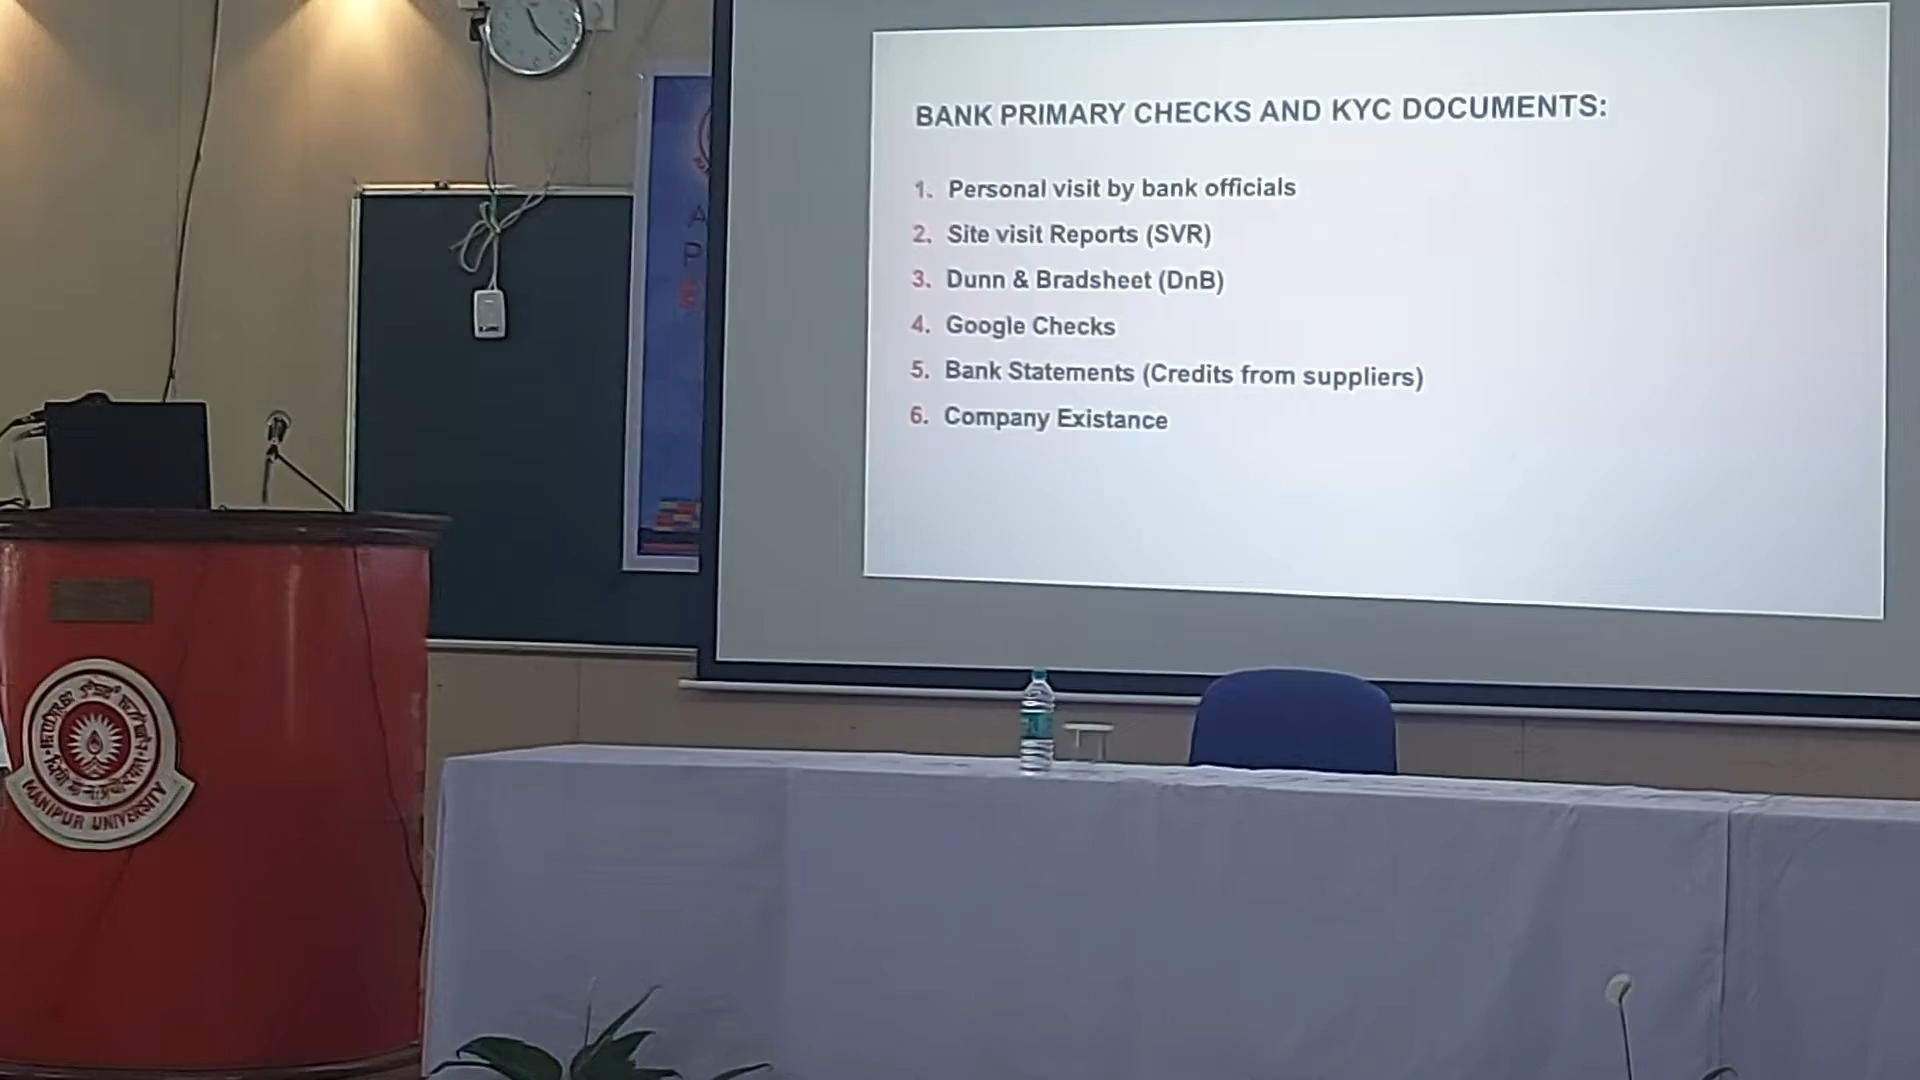 BANK PRIMARY CHECKS AND KYC DOCUMENTS:
1. Personal visit by bank officials
2. Site visit Reports (SVR)
3. Dunn & Bradsheet (DnB)
4. Google Checks
5. Bank Statements (Credits from suppliers)
6. Company Existance
A
P
E
MANIPUR UNIVERSITY